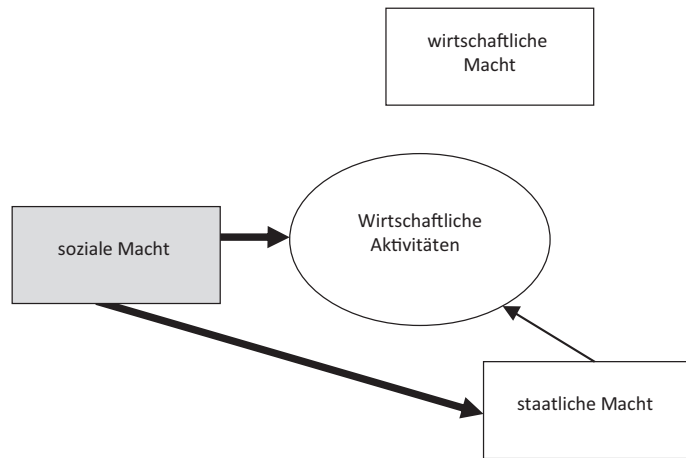 wirtschaftliche
Macht
Wirtschaftliche
Aktivitäten
soziale Macht
staatliche Macht